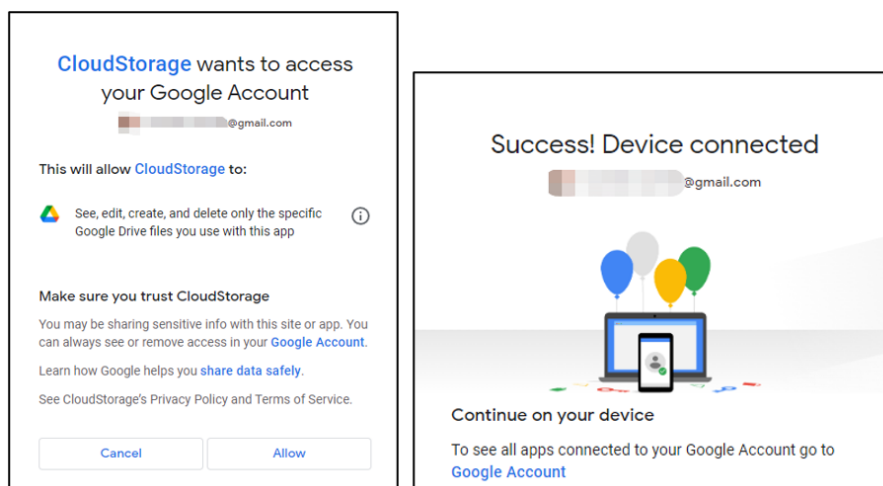 CloudStorage wants to access
your Google Account
@gmail.com
This will allow CloudStorage to:
See, edit, create, and delete only the specific
Google Drive files you use with this app
Make sure you trust CloudStorage
You may be sharing sensitive info with this site or app. You
can always see or remove access in your Google Account.
Learn how Google helps you share data safely.
See CloudStorage's Privacy Policy and Terms of Service.
Cancel
Allow
Success! Device connected
@gmail.com
Continue on your device
To see all apps connected to your Google Account go to
Google Account